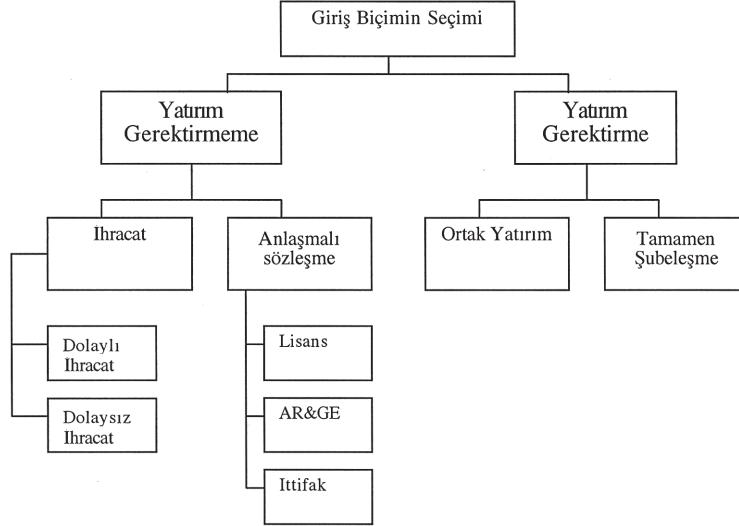 Giriş Biçimin Seçimi
Yatırım
Gerektirmeme
Yatırım
Gerektirme
İhracat
Anlaşmalı
sözleşme
Ortak Yatırım
Tamamen
Şubeleşme
Dolaylı
Ihracat
Dolaysız
Ihracat
Lisans
AR&GE
Ittifak